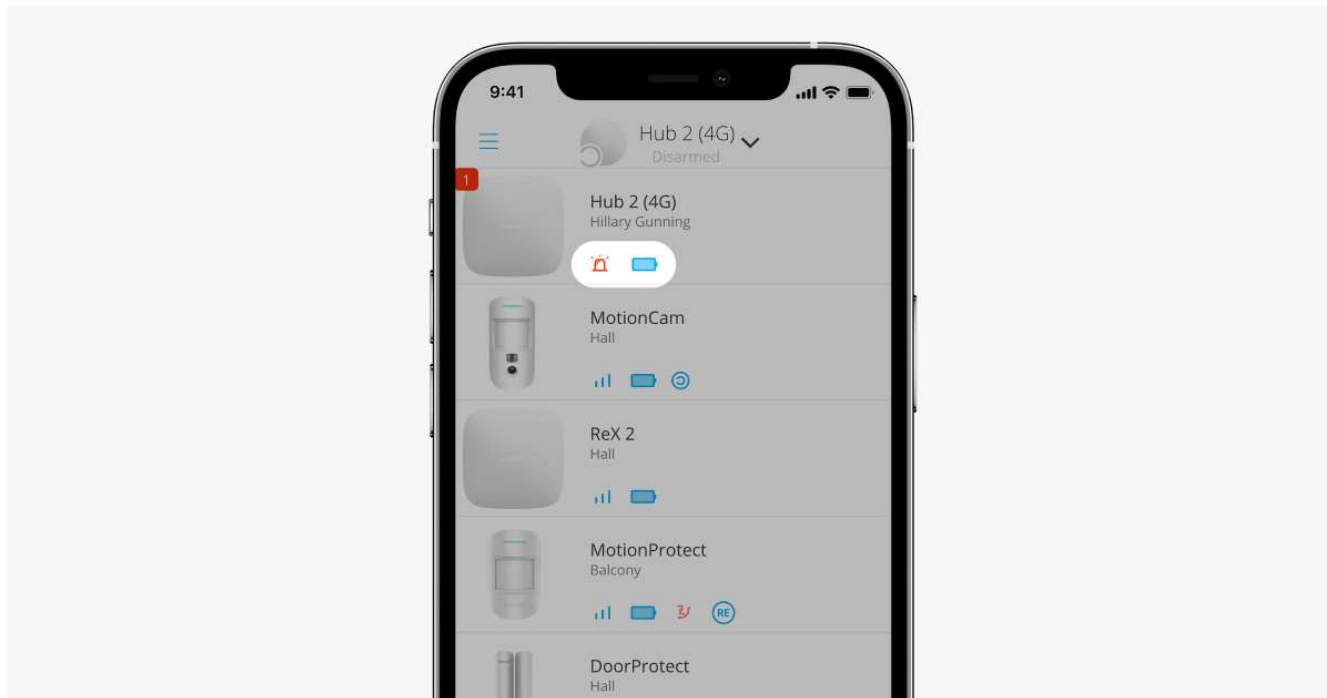 9:41
Hub 2 (4G)
Disarmed
1
Hub 2 (4G)
Hillary Gunning
MotionCam
Hall
ReX 2
Hall
MotionProtect
Balcony
RE
DoorProtect
Hall